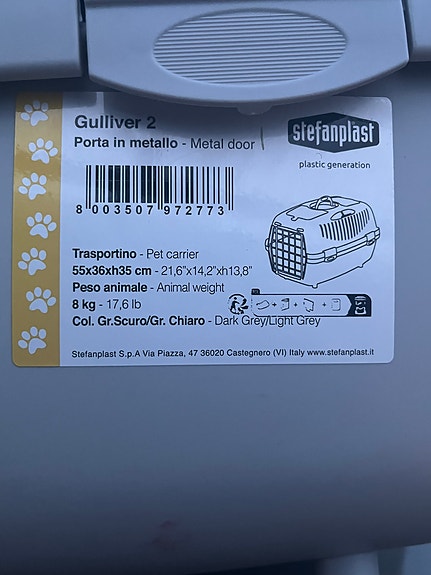 Gulliver 2
Porta in metallo - Metal door
stefanplast
plastic generation
8 003507 972773
Trasportino - Pet carrier
55x36xh35 cm - 21,6"x14,2"xh13,8"
Peso animale - Animal weight
8 kg - 17,6 lb
Col. Gr.Scuro/Gr. Chiaro - Dark Grey/Light Grey
Stefanplast S.p.A Via Piazza, 47 36020 Castegnero (VI) Italy www.stefanplast.it